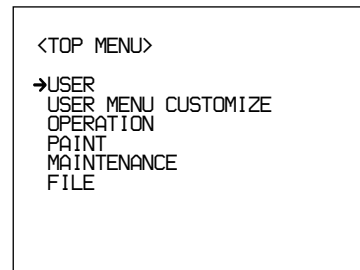 <TOP MENU>
→USER
USER MENU CUSTOMIZE
OPERATION
PAINT
MAINTENANCE
FILE